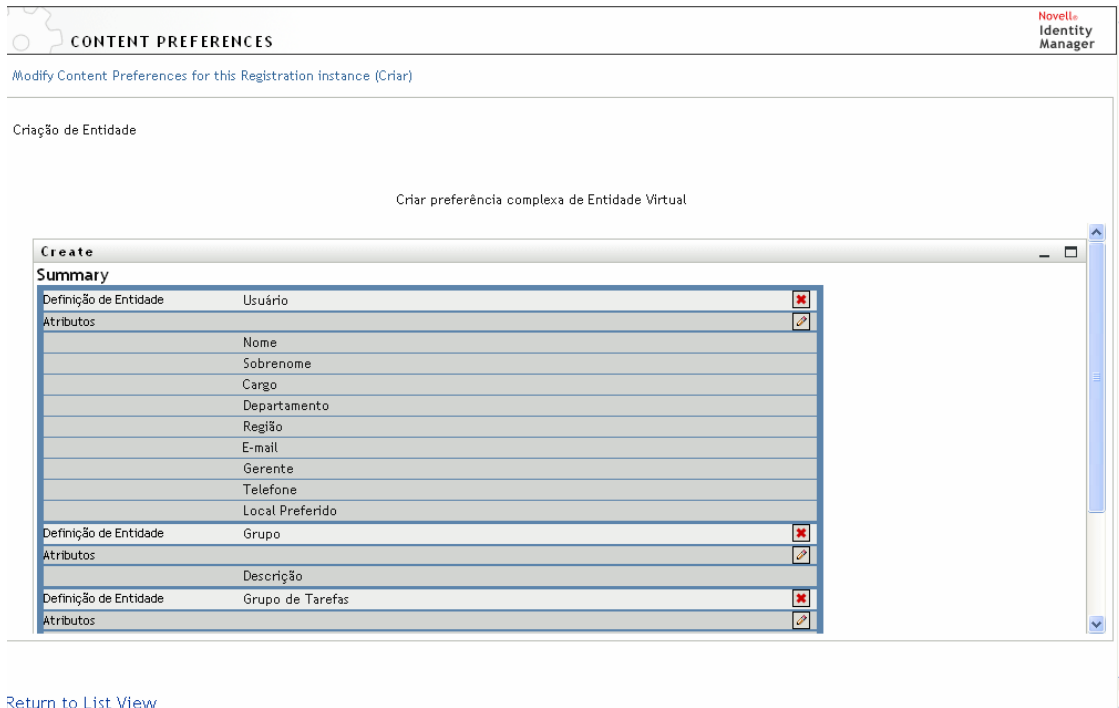 Novell®
Identity
Manager
CONTENT PREFERENCES
Modify Content Preferences for this Registration instance (Criar)
Criação de Entidade
Criar preferência complexa de Entidade Virtual
Create
Summary
Definição de Entidade Usuário
Atributos
Nome
Sobrenome
Cargo
Departamento
Região
E-mail
Gerente
Telefone
Local Preferido
Definição de Entidade Grupo
Atributos
Descrição
Definição de Entidade Grupo de Tarefas
Atributos
Return to List View